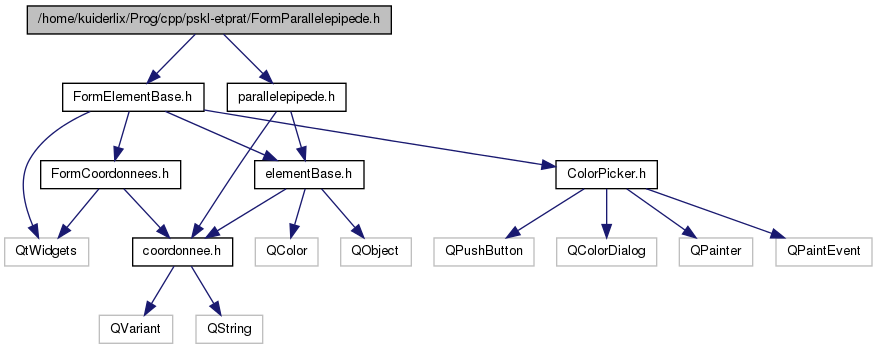 /home/kuiderlix/Prog/cpp/pskl-etprat/FormParallelepipede.h
FormElementBase.h
parallelepipede.h
FormCoordonnees.h
elementBase.h
ColorPicker.h
QtWidgets
coordonnee.h
QColor
QObject
QPushButton
QColorDialog
QPainter
QPaintEvent
QVariant
QString